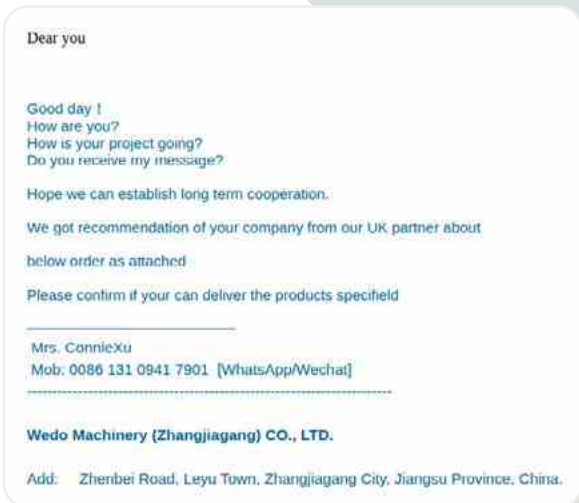 Dear you
Good day !
How are you?
How is your project going?
Do you receive my message?
Hope we can establish long term cooperation.
We got recommendation of your company from our UK partner about
below order as attached
Please confirm if your can deliver the products specifield
Mrs. ConnieXu
Mob: 0086 131 0941 7901 [WhatsApp/Wechat]
Wedo Machinery (Zhangjiagang) CO., LTD.
Add: Zhenbei Road, Leyu Town, Zhangjiagang City, Jiangsu Province, China.